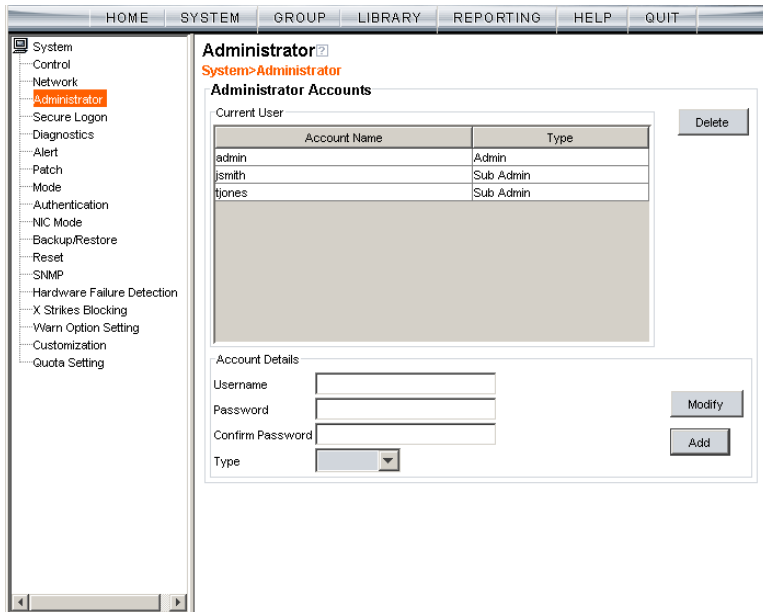 HOME SYSTEM GROUP LIBRARY REPORTING HELP QUIT
System
Control
Network
Administrator
Secure Logon
Diagnostics
Alert
Patch
Mode
Authentication
NIC Mode
Backup/Restore
Reset
SNMP
Hardware Failure Detection
X Strikes Blocking
Warn Option Setting
Customization
Quota Setting
Administrator ?
System>Administrator
Administrator Accounts
Current User
Account Name Type
admin Admin
jsmith Sub Admin
tjones Sub Admin
Delete
Account Details
Username
Password
Confirm Password
Type
Modify
Add